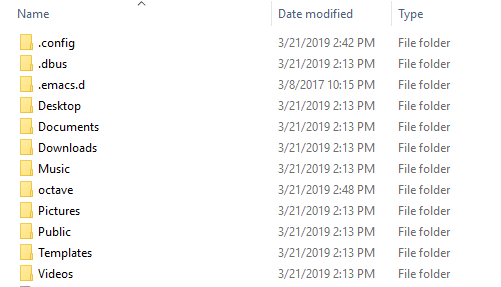 Name Date modified Type
.config 3/21/2019 2:42 PM File folder
.dbus 3/21/2019 2:13 PM File folder
.emacs.d 3/8/2017 10:15 PM File folder
Desktop 3/21/2019 2:13 PM File folder
Documents 3/21/2019 2:13 PM File folder
Downloads 3/21/2019 2:13 PM File folder
Music 3/21/2019 2:13 PM File folder
octave 3/21/2019 2:48 PM File folder
Pictures 3/21/2019 2:13 PM File folder
Public 3/21/2019 2:13 PM File folder
Templates 3/21/2019 2:13 PM File folder
Videos 3/21/2019 2:13 PM File folder